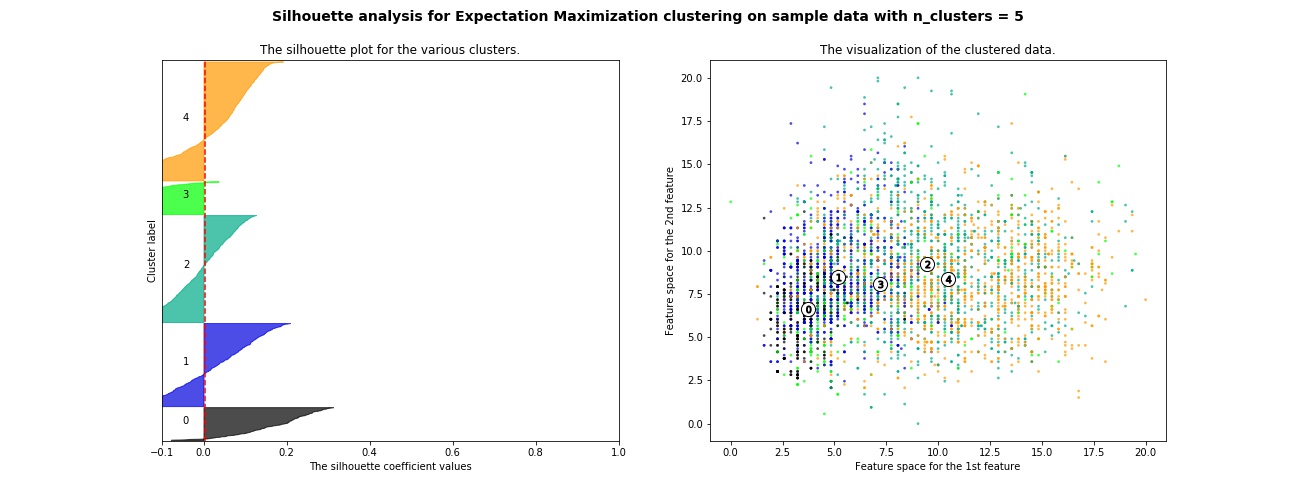 Silhouette analysis for Expectation Maximization clustering on sample data with n_clusters = 5
The silhouette plot for the various clusters.
Cluster label
4
3
2
1
0
−0.1 0.0 0.2 0.4 0.6 0.8 1.0
The silhouette coefficient values
The visualization of the clustered data.
Feature space for the 2nd feature
20.0
17.5
15.0
12.5
10.0
7.5
5.0
2.5
0.0
0 1 3 2 4
0.0 2.5 5.0 7.5 10.0 12.5 15.0 17.5 20.0
Feature space for the 1st feature